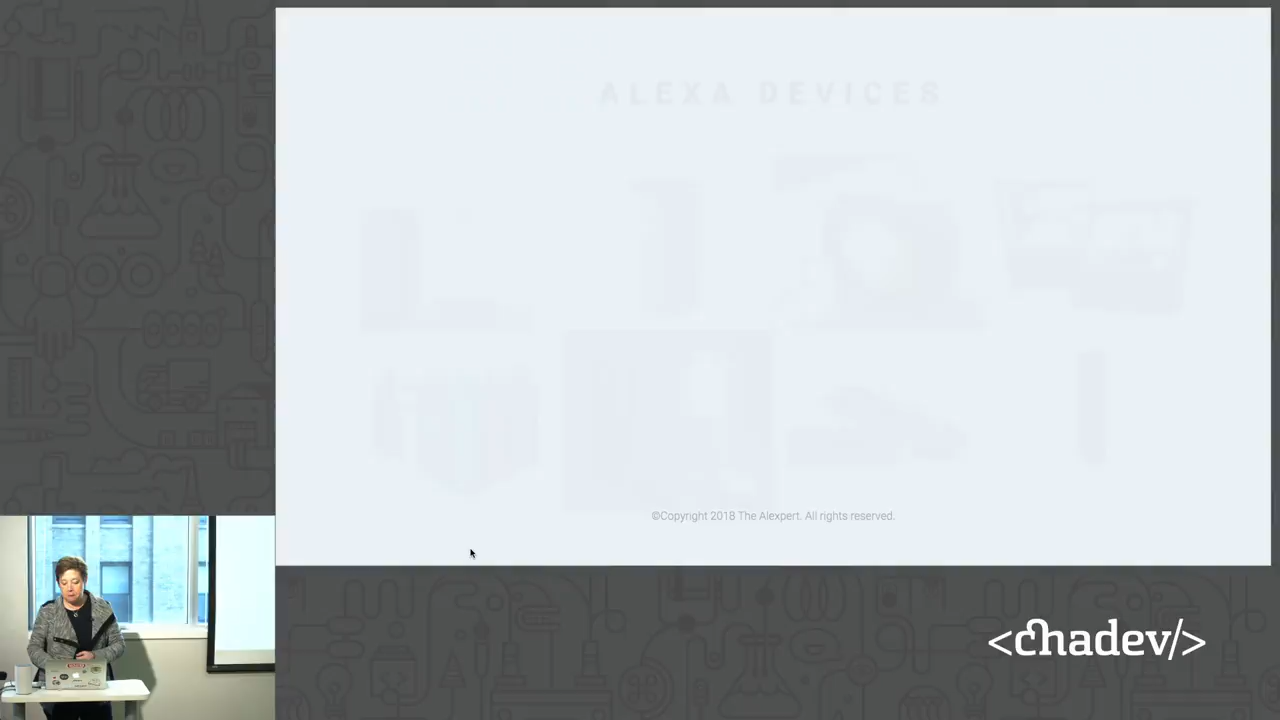 ALEXA DEVICES
©Copyright 2018 The Alexpert. All rights reserved.
<chadev/>